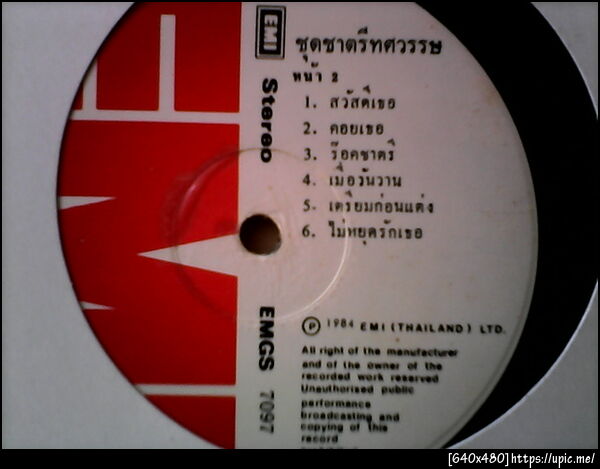 EMI
Stereo
ชุดชาตรีทศวรรษ
หน้า 2
1. สวัสดีเธอ
2. คอยเธอ
3. ร๊อคชาตรี
4. เมื่อวันวาน
5. เตรียมก่อนแต่ง
6. ไม่หยุดรักเธอ
EMGS 7097
Ⓟ 1984 EMI (THAILAND) LTD.
All right of the manufacturer
and of the owner of the
recorded work reserved
Unauthorised public
performance
broadcasting and
copying of this
record
[640x480]https://upic.me/